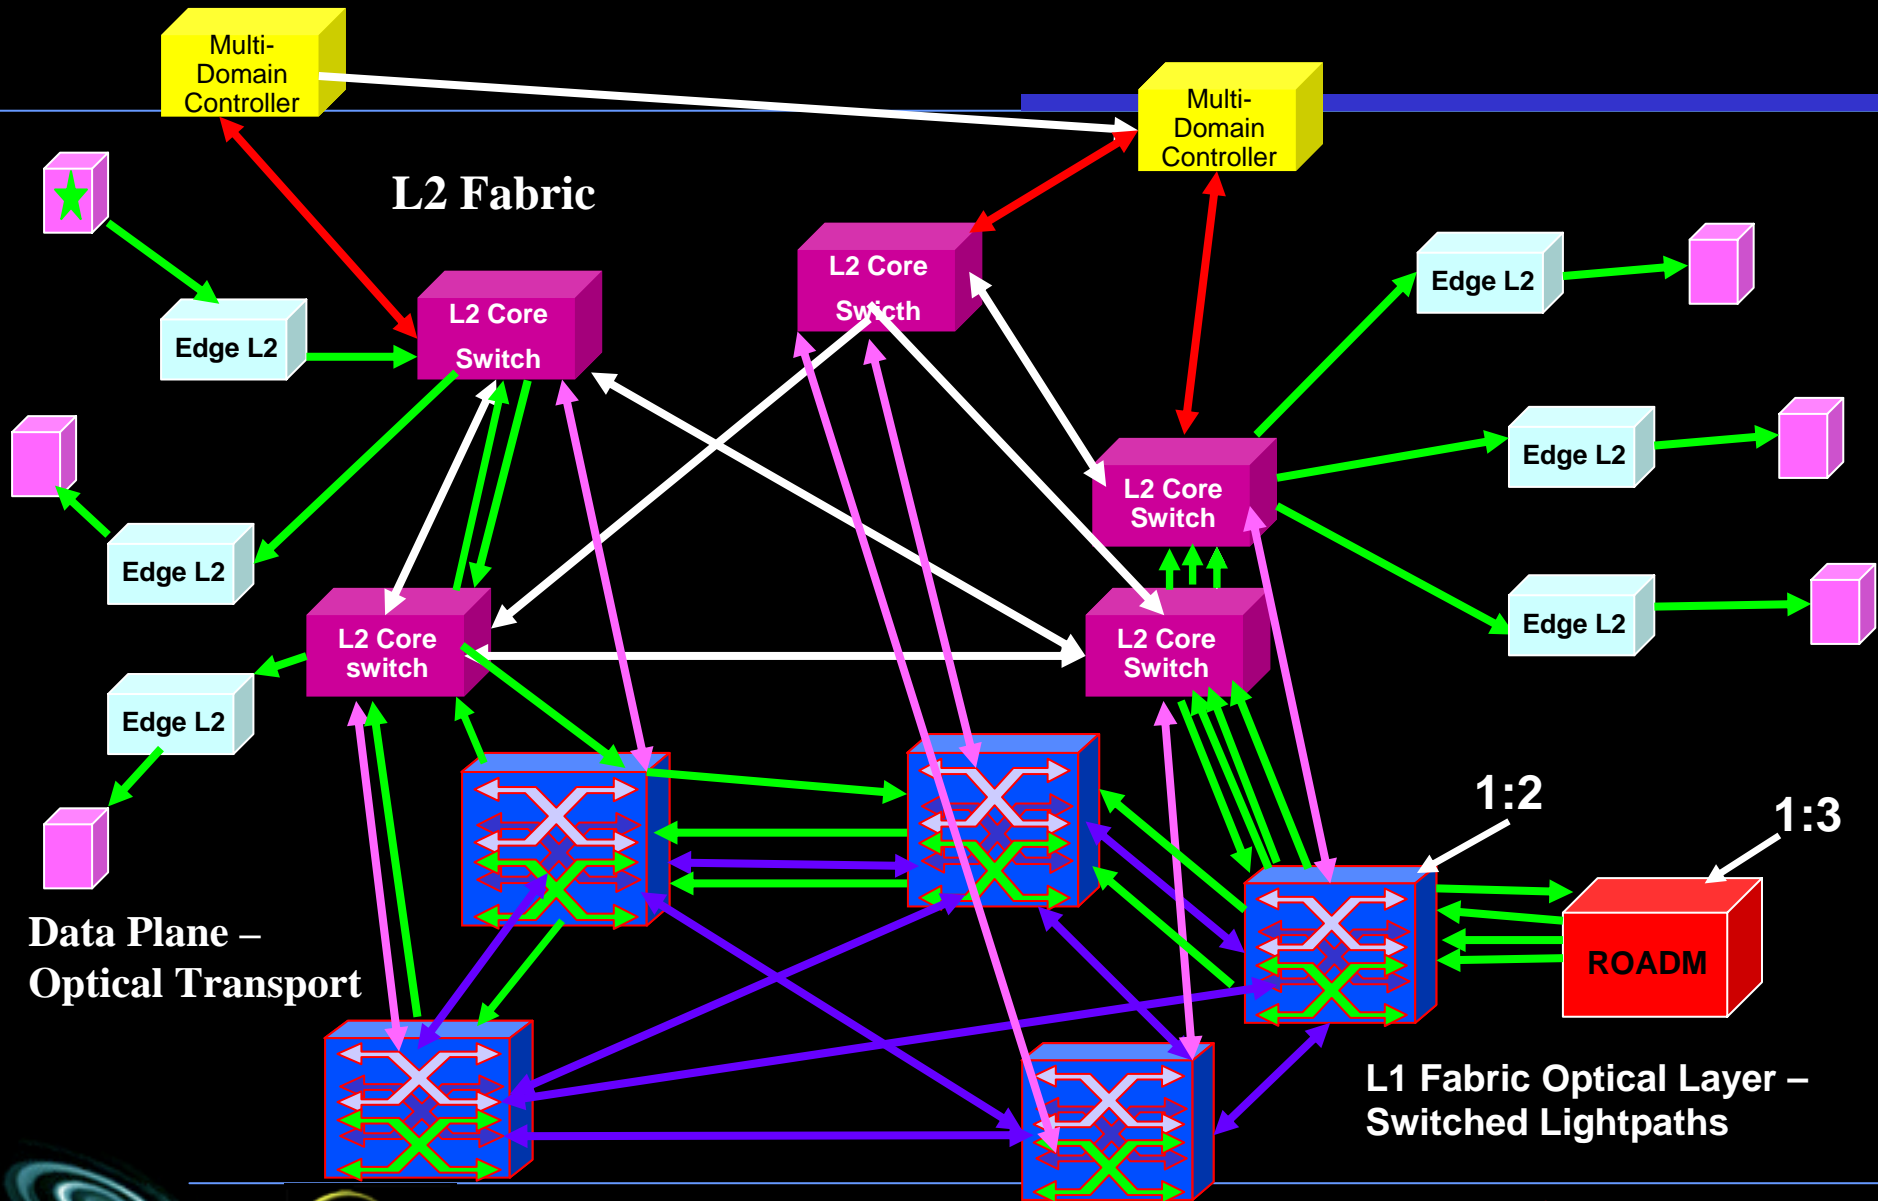 Multi-
Domain
Controller
Multi-
Domain
Controller
L2 Fabric
L2 Core
Swicth
Edge L2
L2 Core
Switch
Edge L2
Edge L2
L2 Core
Switch
Edge L2
Edge L2
L2 Core
switch
L2 Core
Switch
Edge L2
Edge L2
1:2
1:3
Data Plane –
Optical Transport
ROADM
L1 Fabric Optical Layer –
Switched Lightpaths